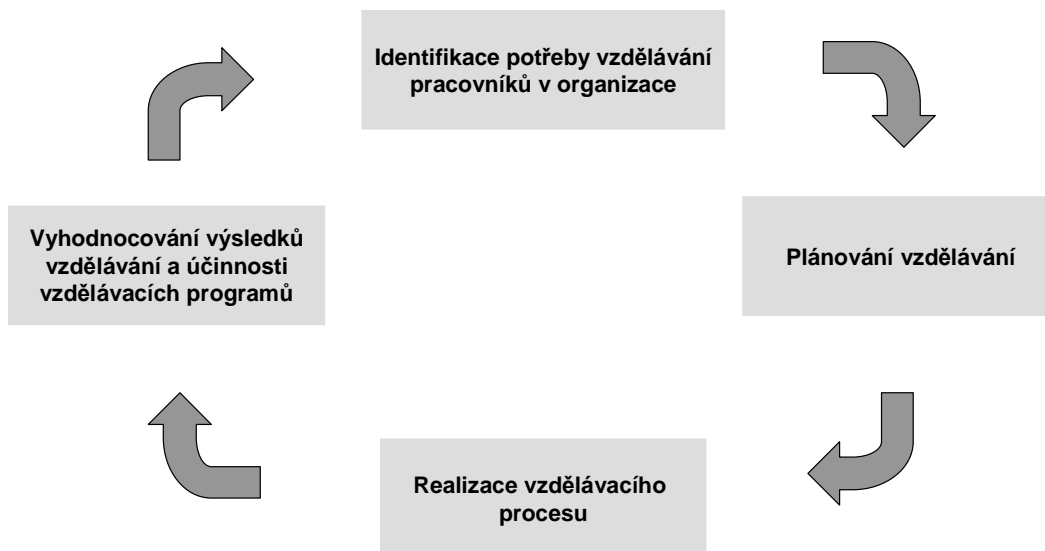 Identifikace potřeby vzdělávání
pracovníků v organizace
Vyhodnocování výsledků
vzdělávání a účinnosti
vzdělávacích programů
Plánování vzdělávání
Realizace vzdělávacího
procesu